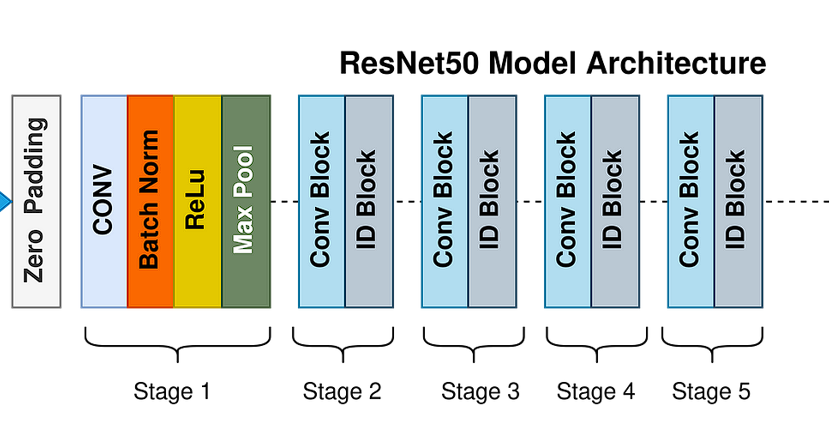 ResNet50 Model Architecture
Zero Padding
CONV
Batch Norm
ReLu
Max Pool
Conv Block
ID Block
Conv Block
ID Block
Conv Block
ID Block
Conv Block
ID Block
Stage 1
Stage 2
Stage 3
Stage 4
Stage 5